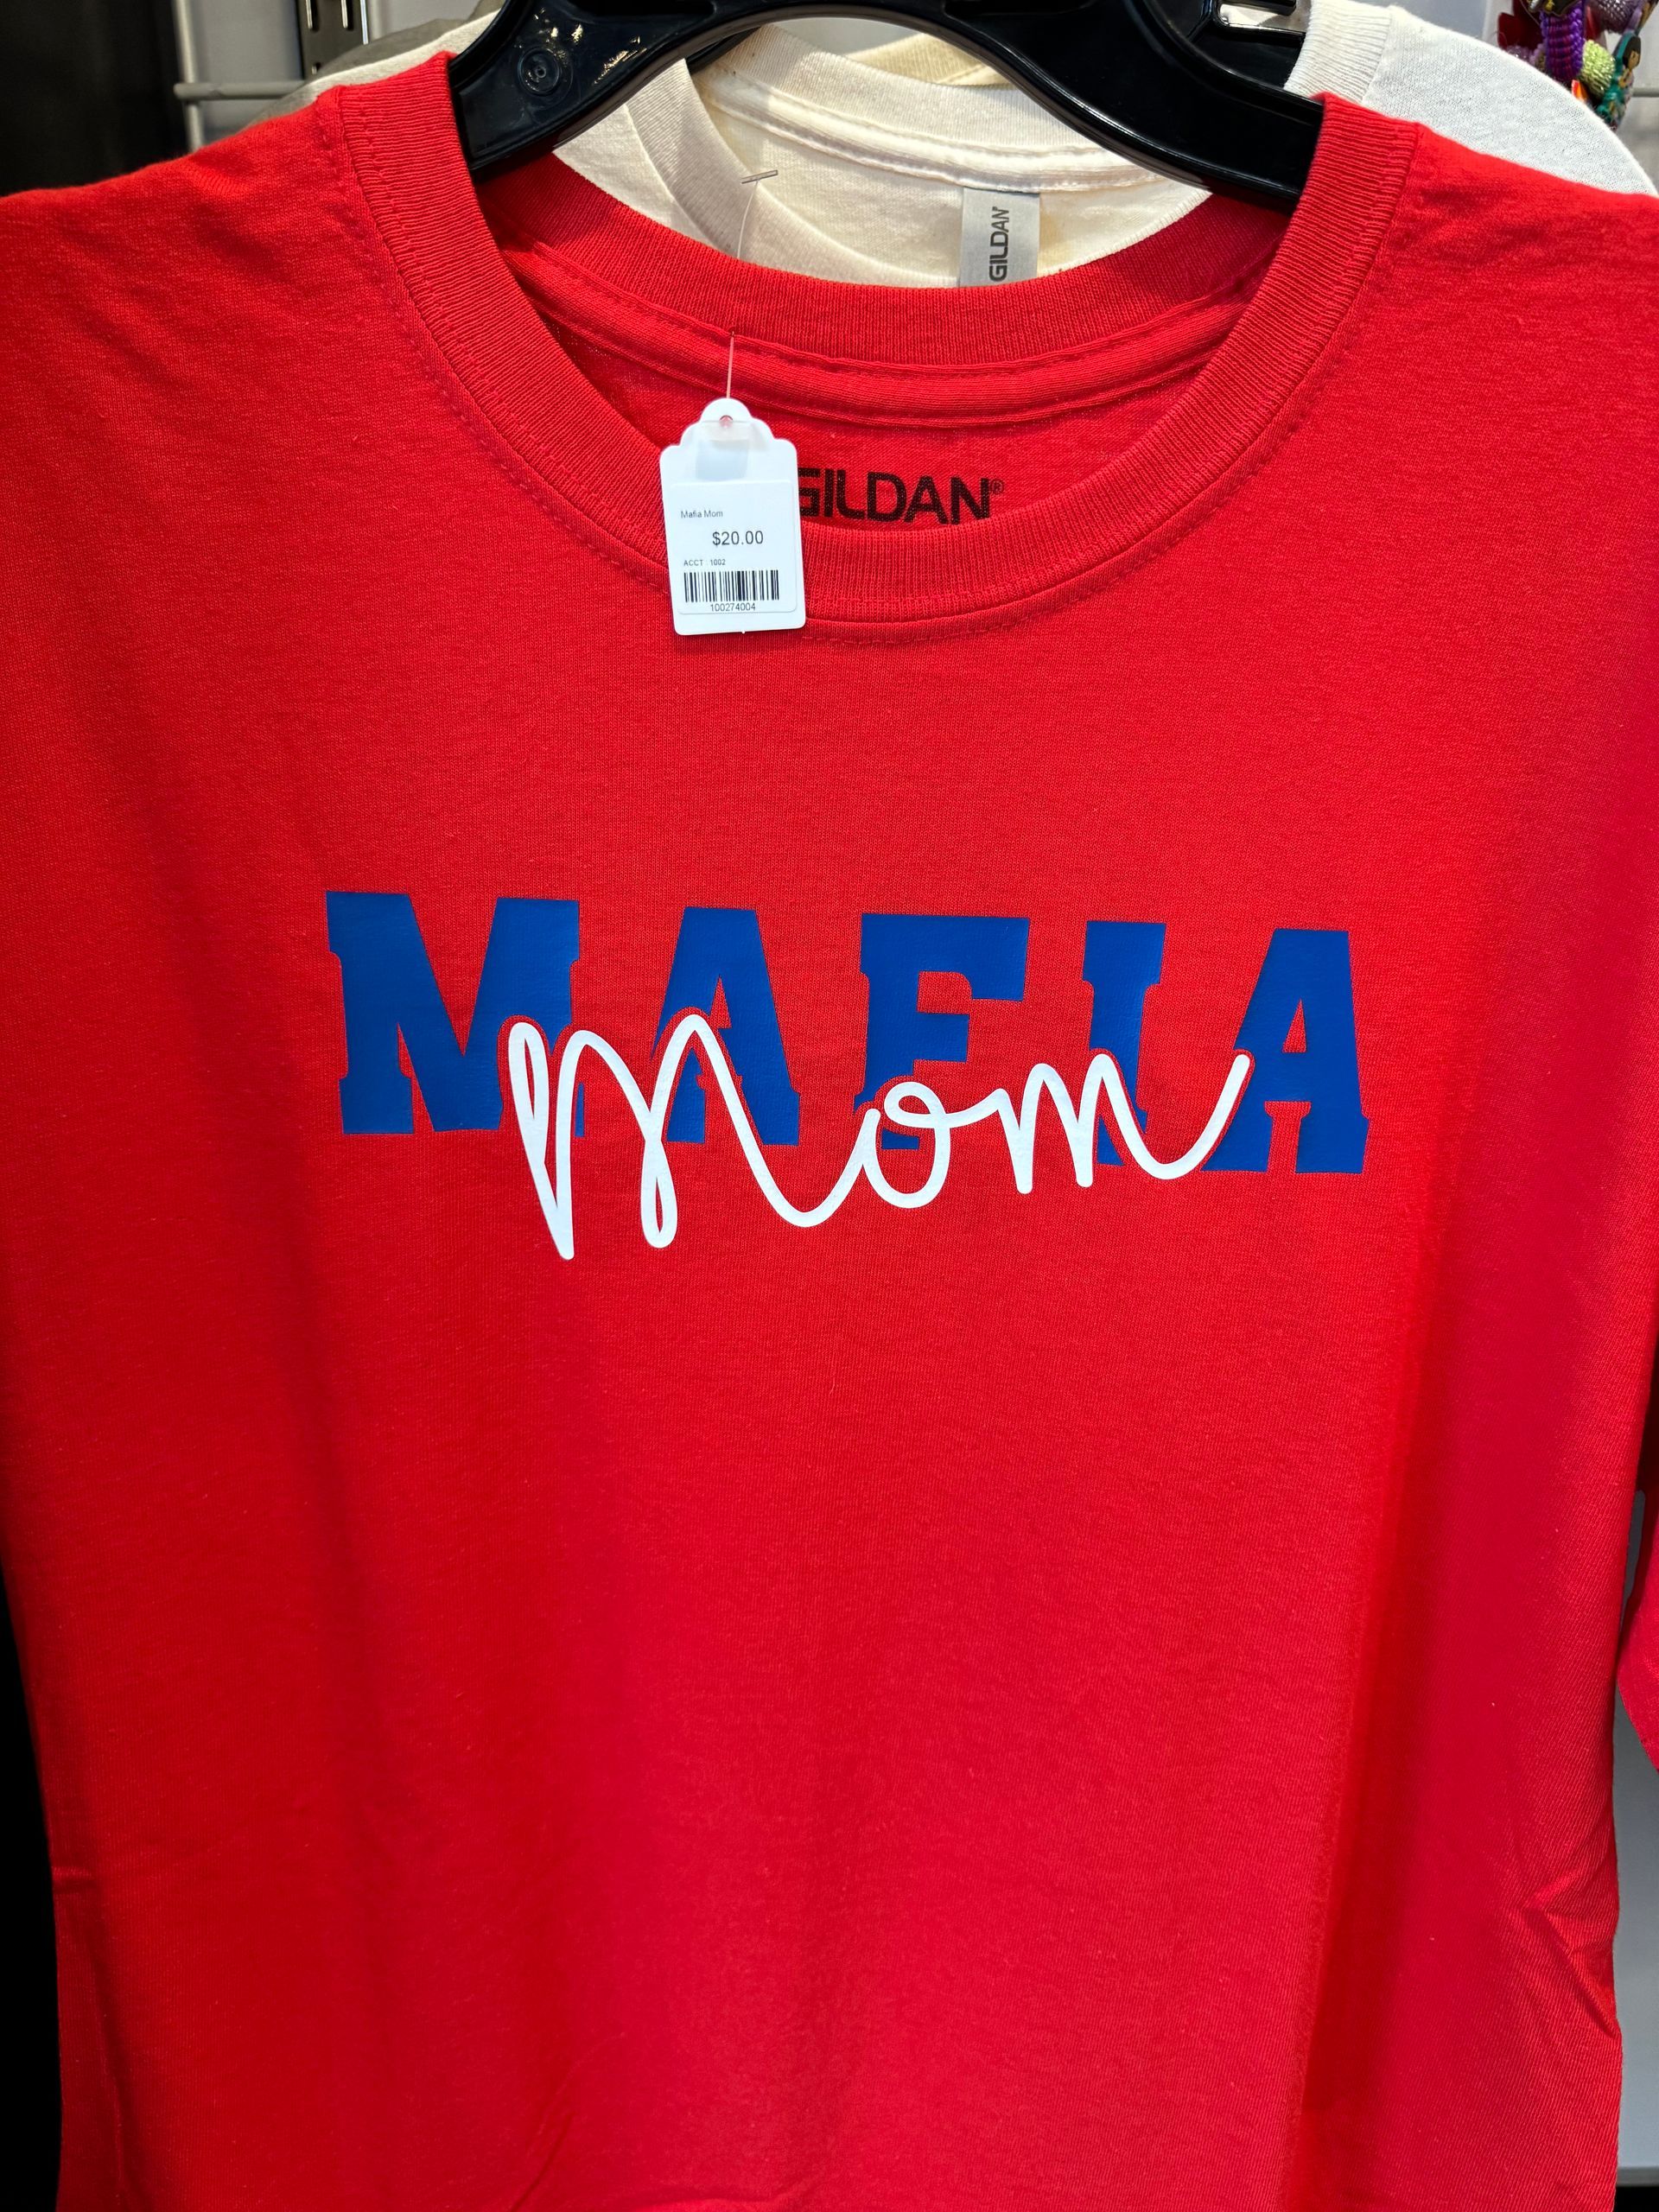 GILDAN
GILDAN®
Mafia Mom
$20.00
ACCT : 1002
100274004
MAFIA
Mom